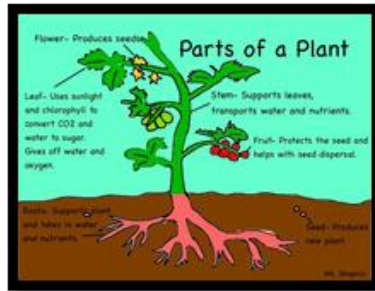 Parts of a Plant
Flower- Produces seeds.
Leaf- Uses sunlight
and chlorophyll to
convert CO2 and
water to sugar.
Gives off water and
oxygen.
Stem- Supports leaves,
transports water and nutrients.
Fruit- Protects the seed and
helps with seed dispersal.
Roots- Supports plant
and takes in water
and nutrients
Seed- Produces
new plant.